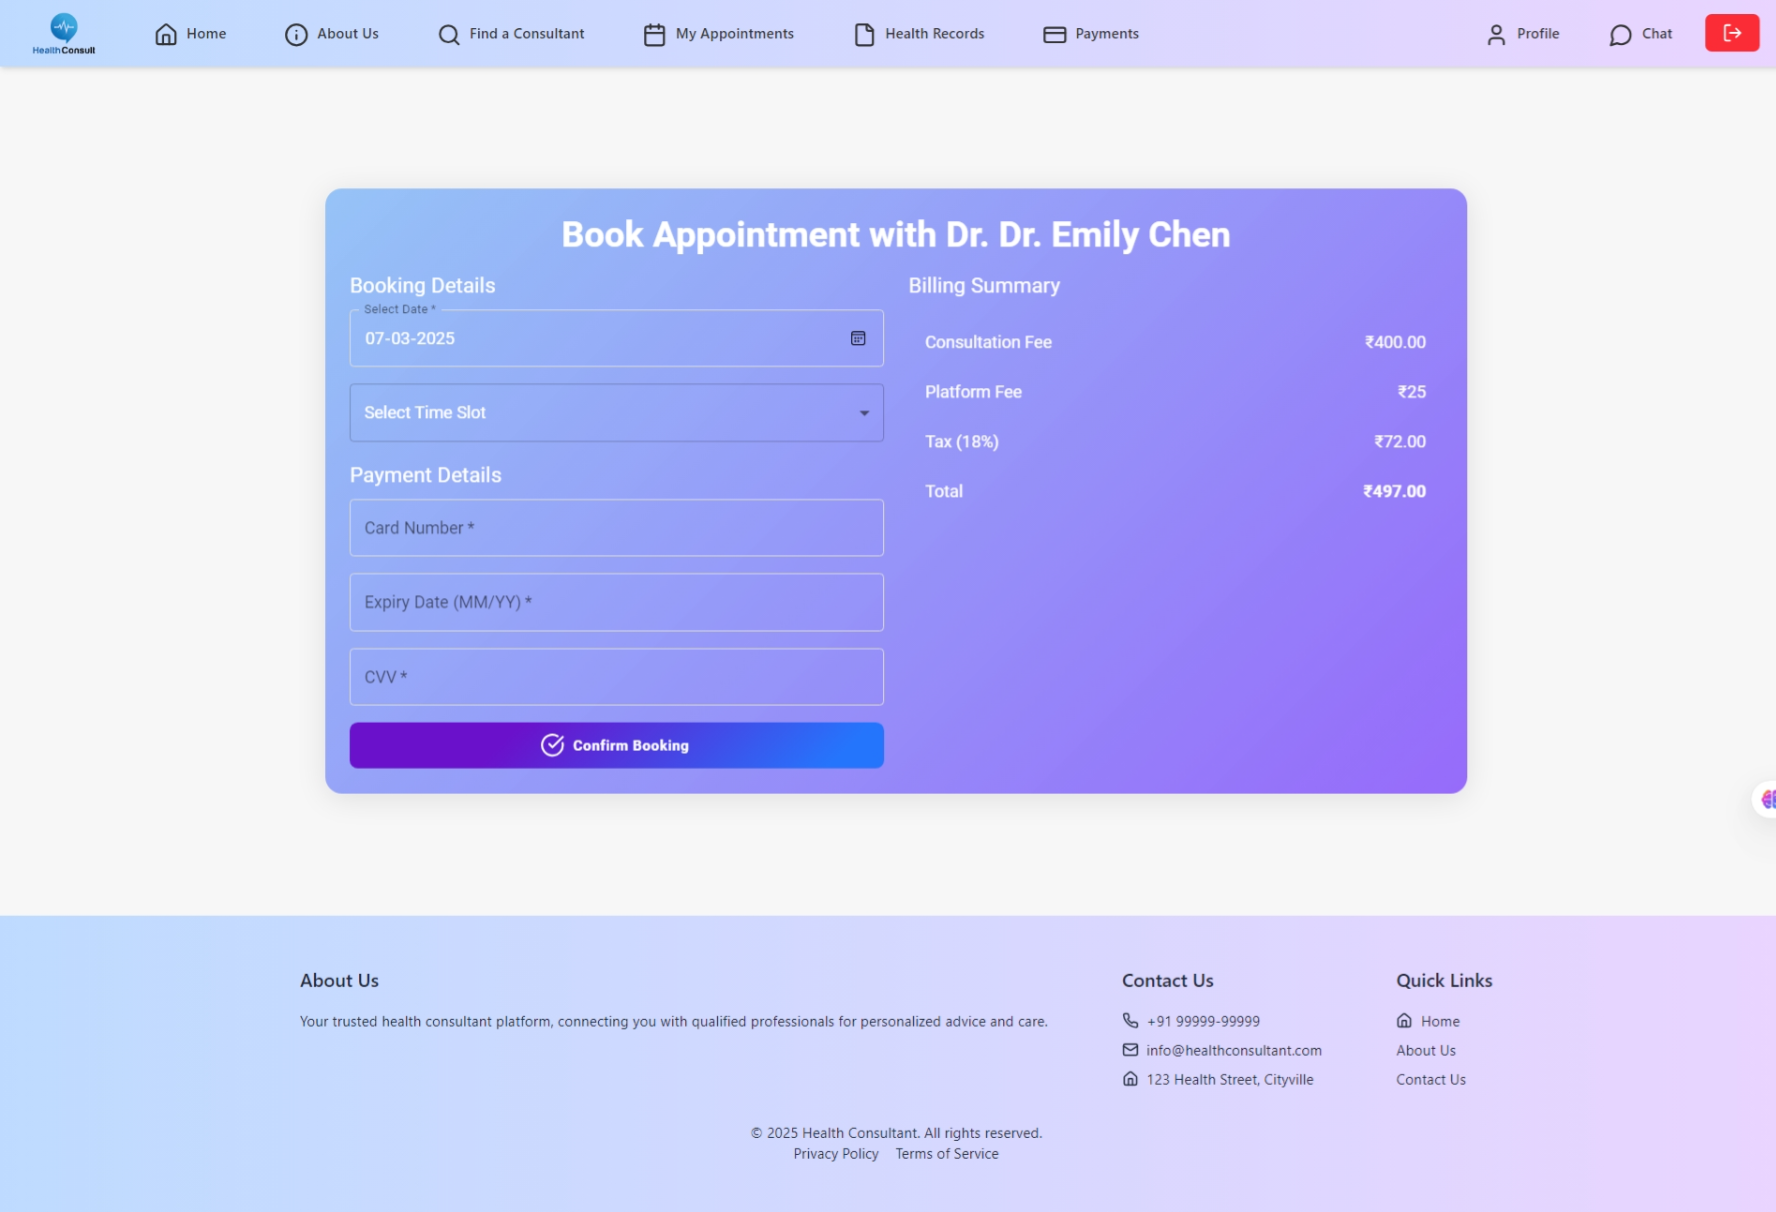 HealthConsult
Home
About Us
Find a Consultant
My Appointments
Health Records
Payments
Profile
Chat
Book Appointment with Dr. Dr. Emily Chen
Booking Details
Select Date *
07-03-2025
Select Time Slot
Payment Details
Card Number *
Expiry Date (MM/YY) *
CVV *
Confirm Booking
Billing Summary
Consultation Fee ₹400.00
Platform Fee ₹25
Tax (18%) ₹72.00
Total ₹497.00
About Us
Your trusted health consultant platform, connecting you with qualified professionals for personalized advice and care.
Contact Us
+91 99999-99999
info@healthconsultant.com
123 Health Street, Cityville
Quick Links
Home
About Us
Contact Us
© 2025 Health Consultant. All rights reserved.
Privacy Policy Terms of Service